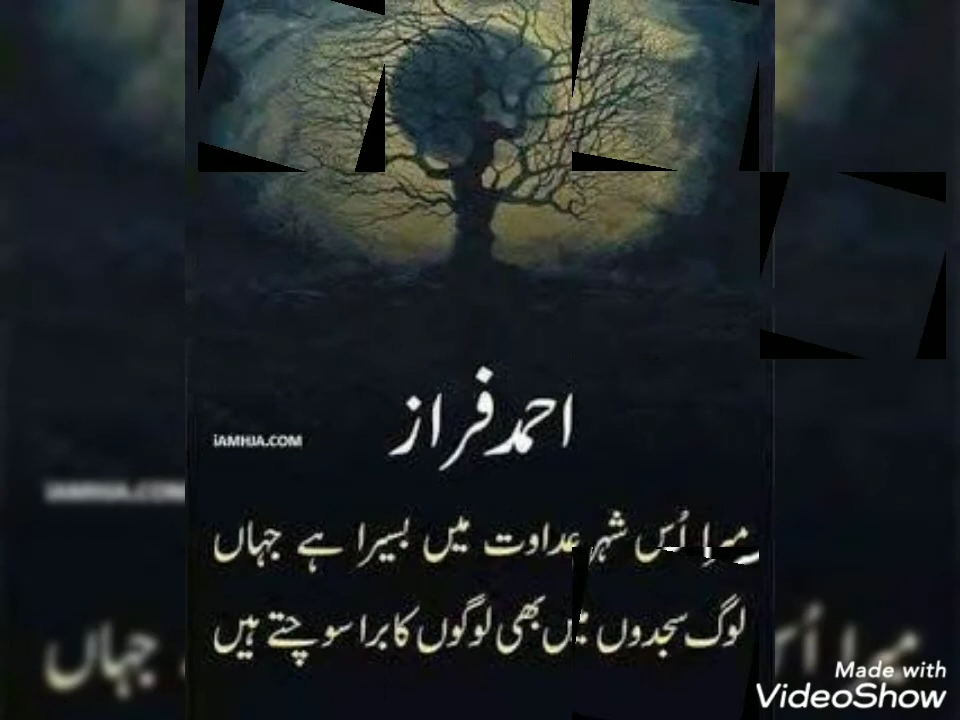 احمد فراز
iAMHJA.COM
میرا اُس شہرِ عداوت میں بسیرا ہے جہاں
لوگ سجدوں میں بھی لوگوں کا برا سوچتے ہیں
Made with
VideoShow